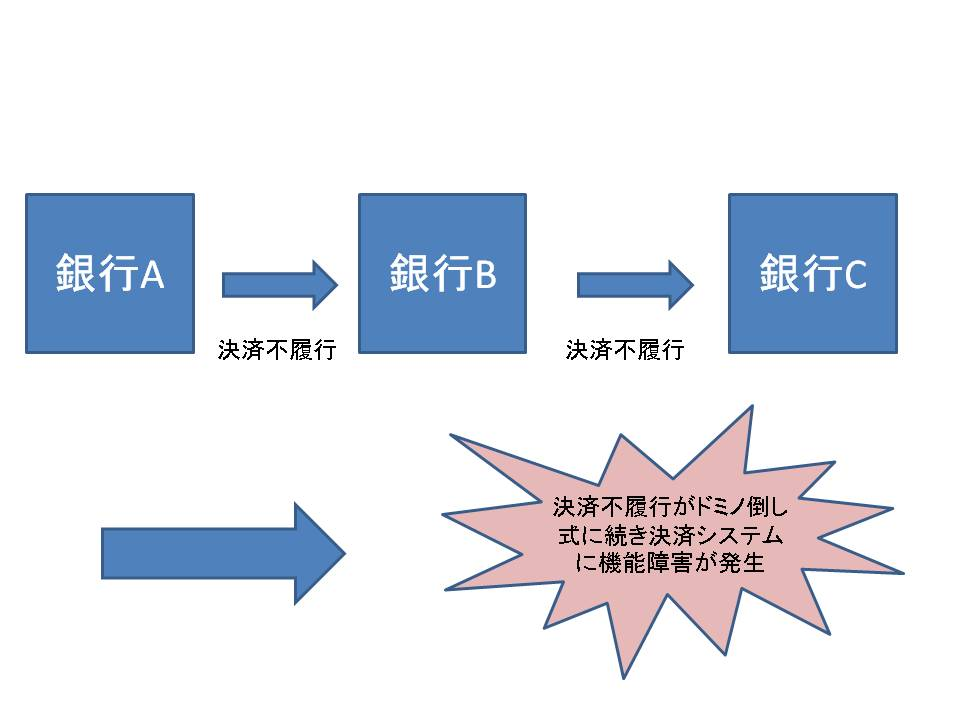 銀行A
銀行B
銀行C
決済不履行
決済不履行
決済不履行がドミノ倒し
式に続き決済システム
に機能障害が発生